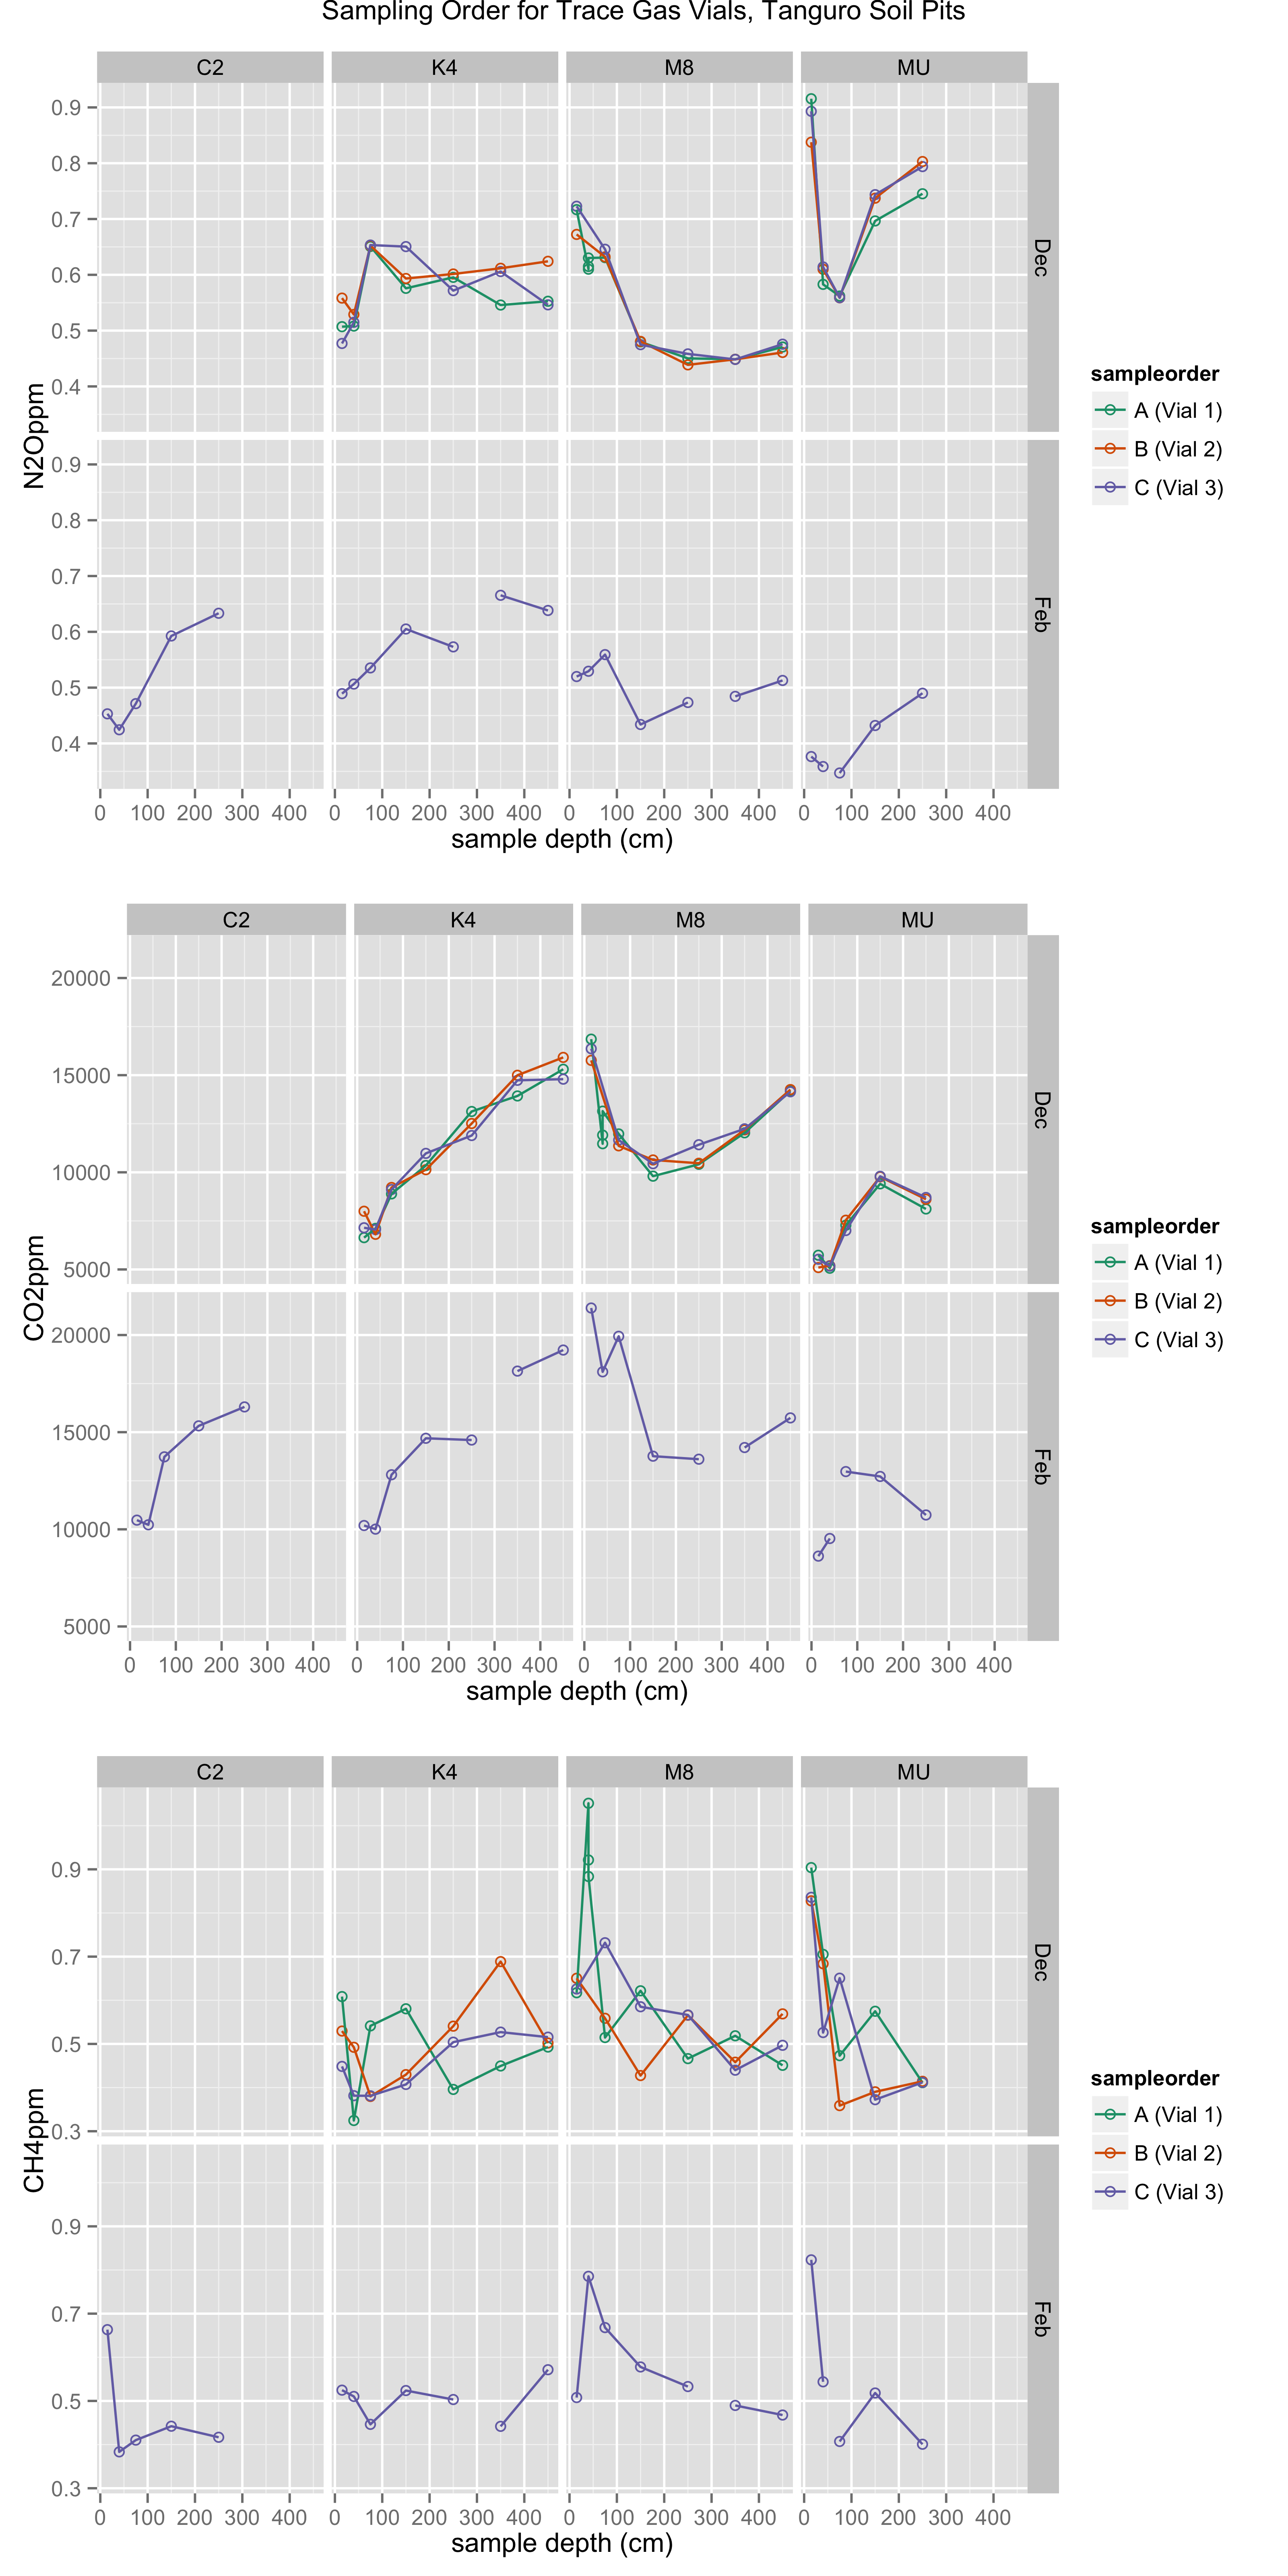 Sampling Order for Trace Gas Vials, Tanguro Soil Pits
C2 K4 M8 MU
0.9
0.8
0.7
0.6
0.5
0.4
Dec
0.9
0.8
0.7
0.6
0.5
0.4
Feb
N2Oppm
0 100 200 300 400 0 100 200 300 400 0 100 200 300 400 0 100 200 300 400
sample depth (cm)
sampleorder
A (Vial 1)
B (Vial 2)
C (Vial 3)
C2 K4 M8 MU
20000
15000
10000
5000
Dec
20000
15000
10000
5000
Feb
CO2ppm
0 100 200 300 400 0 100 200 300 400 0 100 200 300 400 0 100 200 300 400
sample depth (cm)
sampleorder
A (Vial 1)
B (Vial 2)
C (Vial 3)
C2 K4 M8 MU
0.9
0.7
0.5
0.3
Dec
0.9
0.7
0.5
0.3
Feb
CH4ppm
0 100 200 300 400 0 100 200 300 400 0 100 200 300 400 0 100 200 300 400
sample depth (cm)
sampleorder
A (Vial 1)
B (Vial 2)
C (Vial 3)